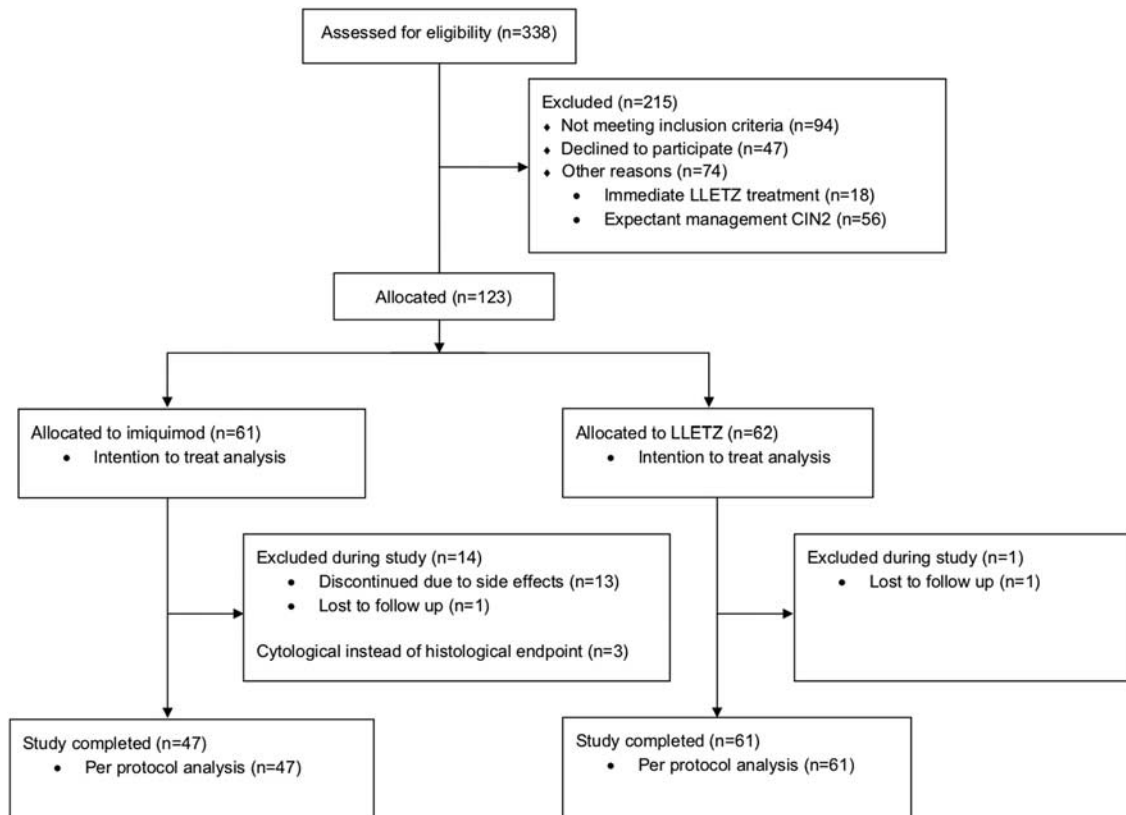 Assessed for eligibility (n=338)
Excluded (n=215)
♦ Not meeting inclusion criteria (n=94)
♦ Declined to participate (n=47)
♦ Other reasons (n=74)
• Immediate LLETZ treatment (n=18)
• Expectant management CIN2 (n=56)
Allocated (n=123)
Allocated to imiquimod (n=61)
• Intention to treat analysis
Allocated to LLETZ (n=62)
• Intention to treat analysis
Excluded during study (n=14)
• Discontinued due to side effects (n=13)
• Lost to follow up (n=1)
Cytological instead of histological endpoint (n=3)
Excluded during study (n=1)
• Lost to follow up (n=1)
Study completed (n=47)
• Per protocol analysis (n=47)
Study completed (n=61)
• Per protocol analysis (n=61)